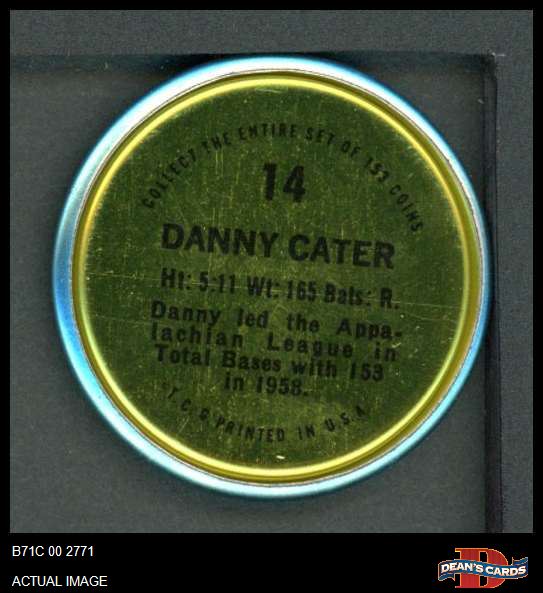 COLLECT THE ENTIRE SET OF 153 COINS
14
DANNY CATER
Ht: 5-11 Wt: 165 Bats: R.
Danny led the Appa-
lachian League in
Total Bases with 153
in 1958.
T.C.G. PRINTED IN U.S.A.
B71C 00 2771
ACTUAL IMAGE
D
DEAN'S CARDS